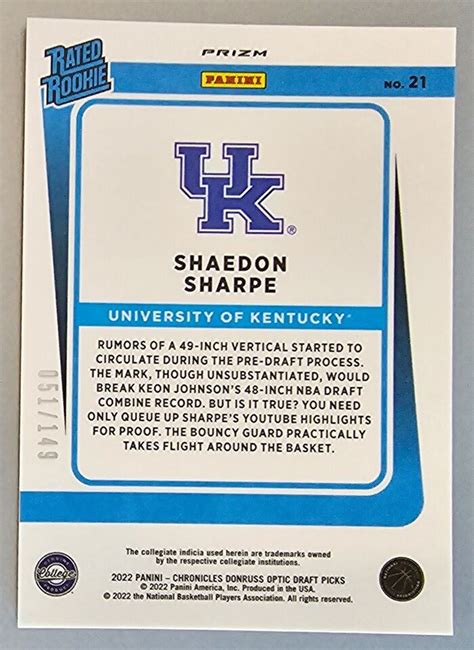 RATED
ROOKIE
PRIZM
PANINI
NO. 21
UK
®
SHAEDON
SHARPE
UNIVERSITY OF KENTUCKY
RUMORS OF A 49-INCH VERTICAL STARTED TO
CIRCULATE DURING THE PRE-DRAFT PROCESS.
THE MARK, THOUGH UNSUBSTANTIATED, WOULD
BREAK KEON JOHNSON'S 48-INCH NBA DRAFT
COMBINE RECORD. BUT IS IT TRUE? YOU NEED
ONLY QUEUE UP SHARPE'S YOUTUBE HIGHLIGHTS
FOR PROOF. THE BOUNCY GUARD PRACTICALLY
TAKES FLIGHT AROUND THE BASKET.
051/149
The collegiate indicia used herein are trademarks owned
by the respective collegiate institutions.
College
2022 PANINI – CHRONICLES DONRUSS OPTIC DRAFT PICKS
© 2022 Panini America, Inc. Produced in the USA.
© 2022 the National Basketball Players Association. All rights reserved.